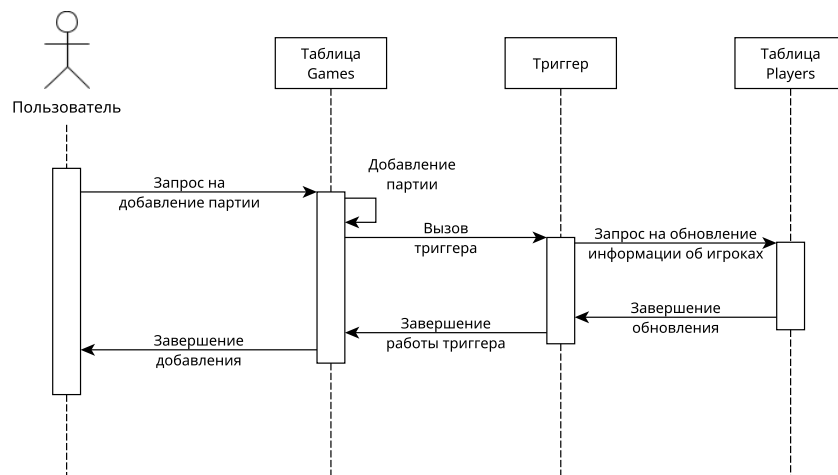 Таблица
Games
Триггер
Таблица
Players
Пользователь
Добавление
партии
Запрос на
добавление партии
Вызов
триггера
Запрос на обновление
информации об игроках
Завершение
обновления
Завершение
работы триггера
Завершение
добавления